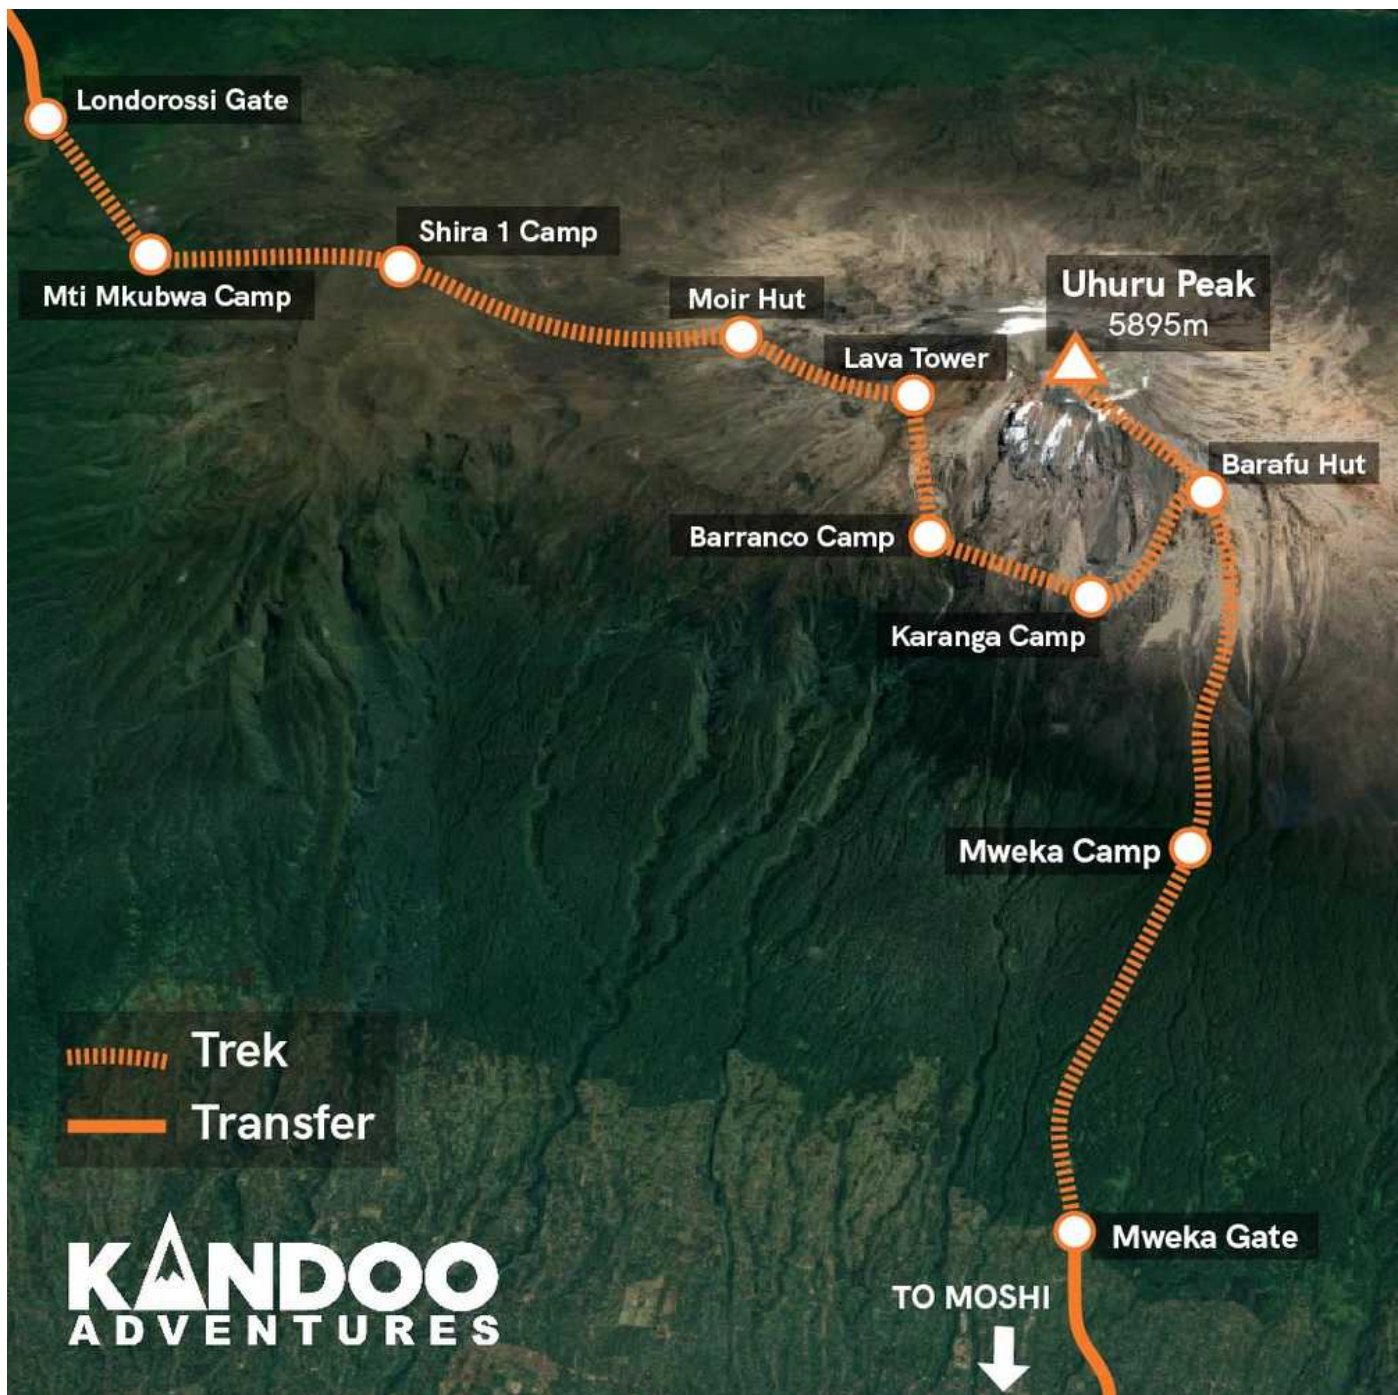 Londorossi Gate
Shira 1 Camp
Mti Mkubwa Camp
Moir Hut
Uhuru Peak
5895m
Lava Tower
Barafu Hut
Barranco Camp
Karanga Camp
Mweka Camp
Trek
Transfer
Mweka Gate
TO MOSHI
KANDOO
ADVENTURES